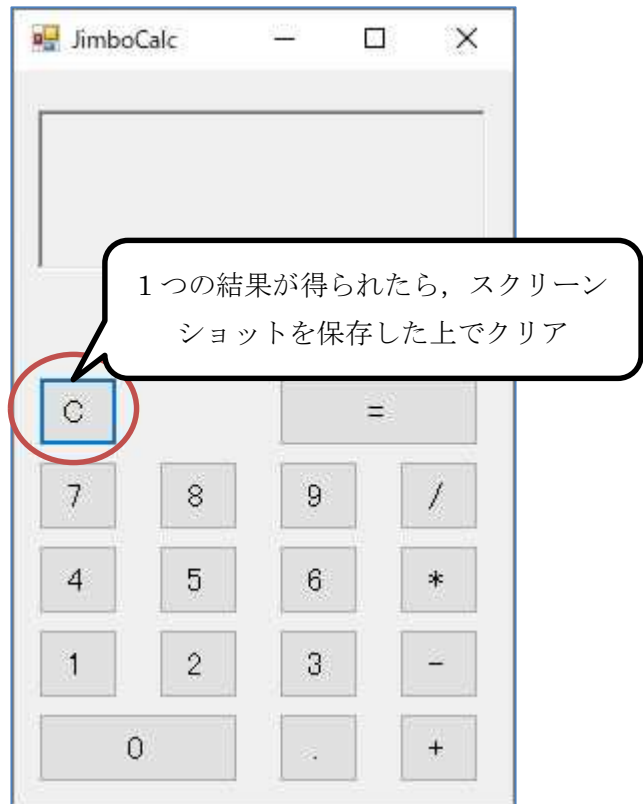 JimboCalc
１つの結果が得られたら，スクリーン
ショットを保存した上でクリア
C =
7 8 9 /
4 5 6 *
1 2 3 -
0 . +